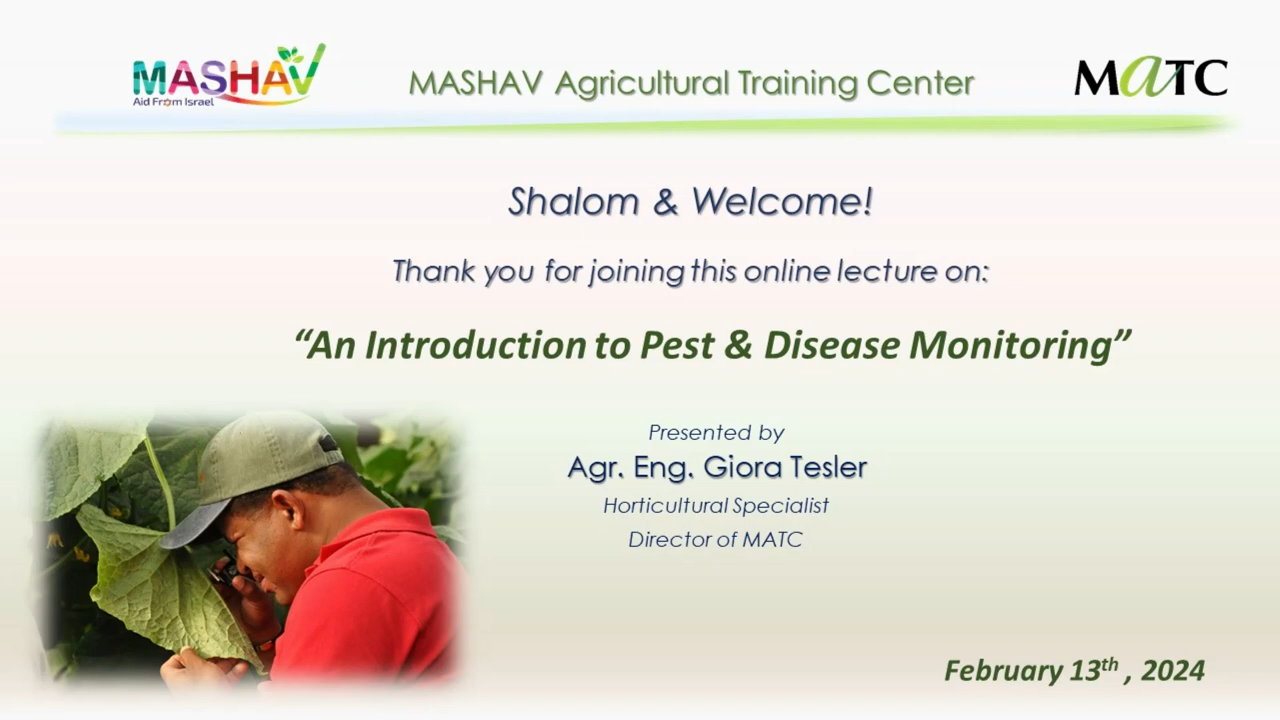 MASHAV
Aid From Israel
MASHAV Agricultural Training Center
MATC
Shalom & Welcome!
Thank you for joining this online lecture on:
“An Introduction to Pest & Disease Monitoring”
Presented by
Agr. Eng. Giora Tesler
Horticultural Specialist
Director of MATC
February 13th , 2024